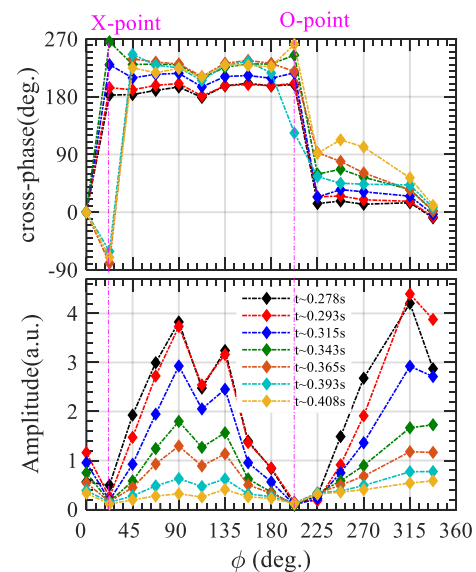 X-point
O-point
270
180
90
0
-90
cross-phase(deg.)
4
3
2
1
0
Amplitude(a.u.)
t~0.278s
t~0.293s
t~0.315s
t~0.343s
t~0.365s
t~0.393s
t~0.408s
0 45 90 135 180 225 270 315 360
ϕ (deg.)